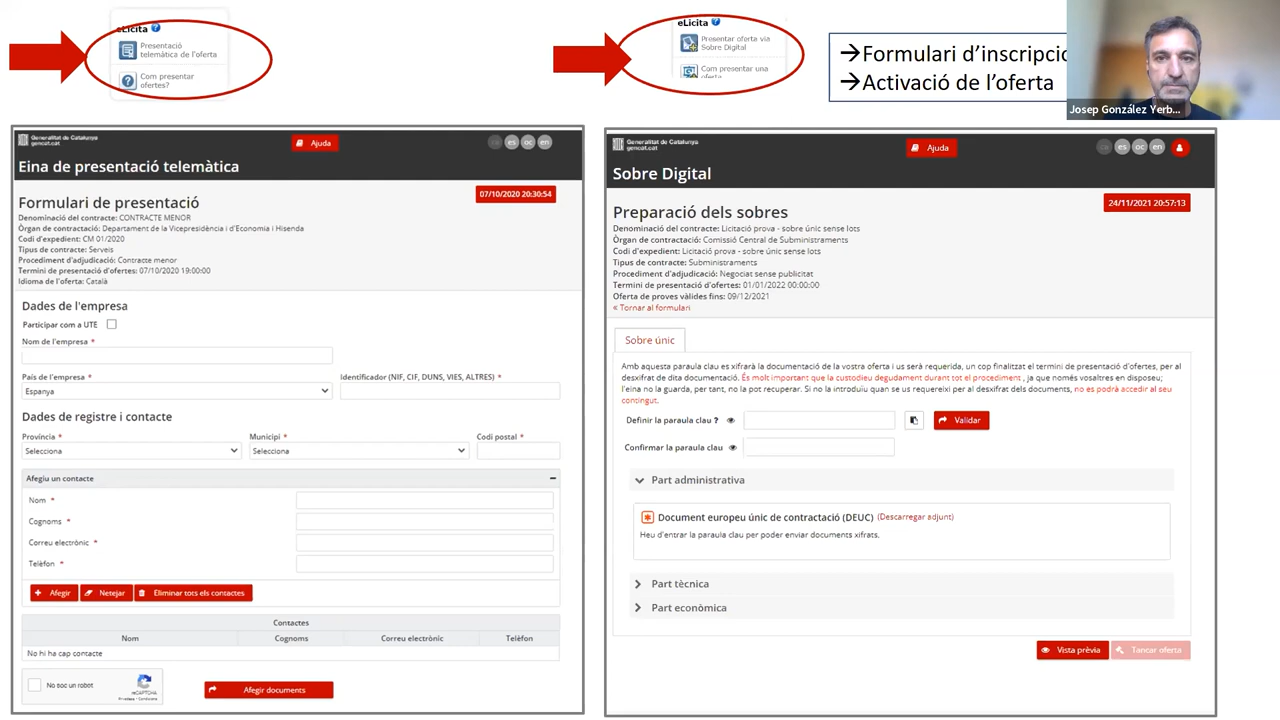 eLicita ?
Presentació
telemàtica de l'oferta
? Com presentar
ofertes?
eLicita ?
Presentar oferta via
Sobre Digital
Com presentar una
oferta
→Formulari d'inscripció
→Activació de l'oferta
Josep González Yerb...
Generalitat de Catalunya
gencat.cat
Ajuda
ca es oc en
Eina de presentació telemàtica
07/10/2020 20:30:54
Formulari de presentació
Denominació del contracte: CONTRACTE MENOR
Òrgan de contractació: Departament de la Vicepresidència i d'Economia i Hisenda
Codi d'expedient: CM 01/2020
Tipus de contracte: Serveis
Procediment d'adjudicació: Contracte menor
Termini de presentació d'ofertes: 07/10/2020 19:00:00
Idioma de l'oferta: Català
Dades de l'empresa
Participar com a UTE
Nom de l'empresa *
País de l'empresa * Identificador (NIF, CIF, DUNS, VIES, ALTRES) *
Espanya
Dades de registre i contacte
Província * Municipi * Codi postal *
Selecciona Selecciona
Afegiu un contacte
Nom *
Cognoms *
Correu electrònic *
Telèfon *
+ Afegir Netejar Eliminar tots els contactes
Contactes
Nom Cognoms Correu electrònic Telèfon
No hi ha cap contacte
No soc un robot
reCAPTCHA
Privadesa - Condicions
Afegir documents
Generalitat de Catalunya
gencat.cat
Ajuda
ca es oc en
Sobre Digital
24/11/2021 20:57:13
Preparació dels sobres
Denominació del contracte: Licitació prova - sobre únic sense lots
Òrgan de contractació: Comissió Central de Subministraments
Codi d'expedient: Licitació prova - sobre únic sense lots
Tipus de contracte: Subministraments
Procediment d'adjudicació: Negociat sense publicitat
Termini de presentació d'ofertes: 01/01/2022 00:00:00
Oferta de proves vàlides fins: 09/12/2021
« Tornar al formulari
Sobre únic
Amb aquesta paraula clau es xifrarà la documentació de la vostra oferta i us serà requerida, un cop finalitzat el termini de presentació d'ofertes, per al
desxifrat de dita documentació. És molt important que la custodieu degudament durant tot el procediment , ja que només vosaltres en disposeu;
l'eina no la guarda, per tant, no la pot recuperar. Si no la introduïu quan se us requereixi per al desxifrat dels documents, no es podrà accedir al seu
contingut.
Definir la paraula clau ? Validar
Confirmar la paraula clau
Part administrativa
Document europeu únic de contractació (DEUC) (Descarregar adjunt)
Heu d'entrar la paraula clau per poder enviar documents xifrats.
Part tècnica
Part econòmica
Vista prèvia Tancar oferta